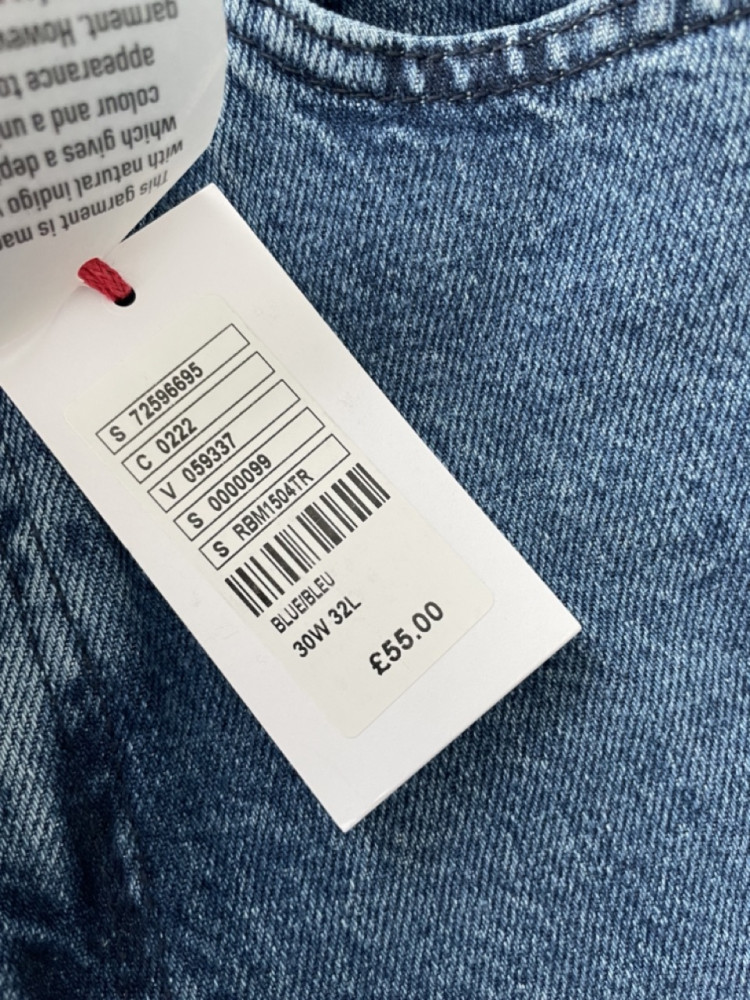 This garment is ma
with natural indigo
which gives a dep
colour and a un
appearance to
garment. Howev
S 72596695
C 0222
V 059337
S 0000099
S RBM1504TR
BLUE/BLEU
30W 32L
£55.00